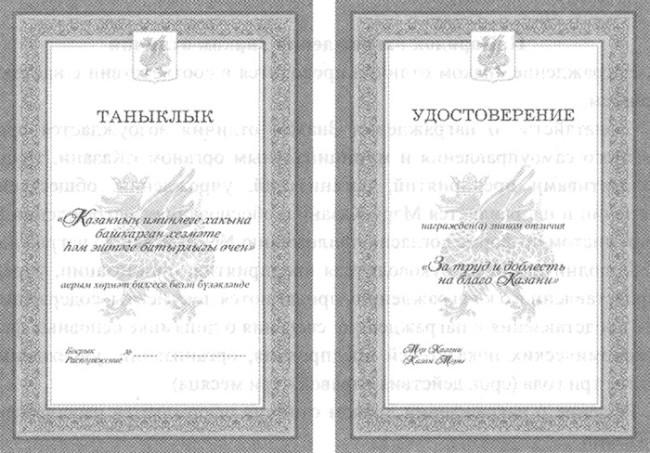 ТАНЫКЛЫК
«Казанның иминлеге хакына
башкарган хезмәте
һәм эштәге батырлыгы өчен»
аерым хөрмәт билгесе белән бүләкләнде
Боерык №
Распоряжение
УДОСТОВЕРЕНИЕ
награжден(а) знаком отличия
«За труд и доблесть
на благо Казани»
Мэр Казани
Казан Мэры